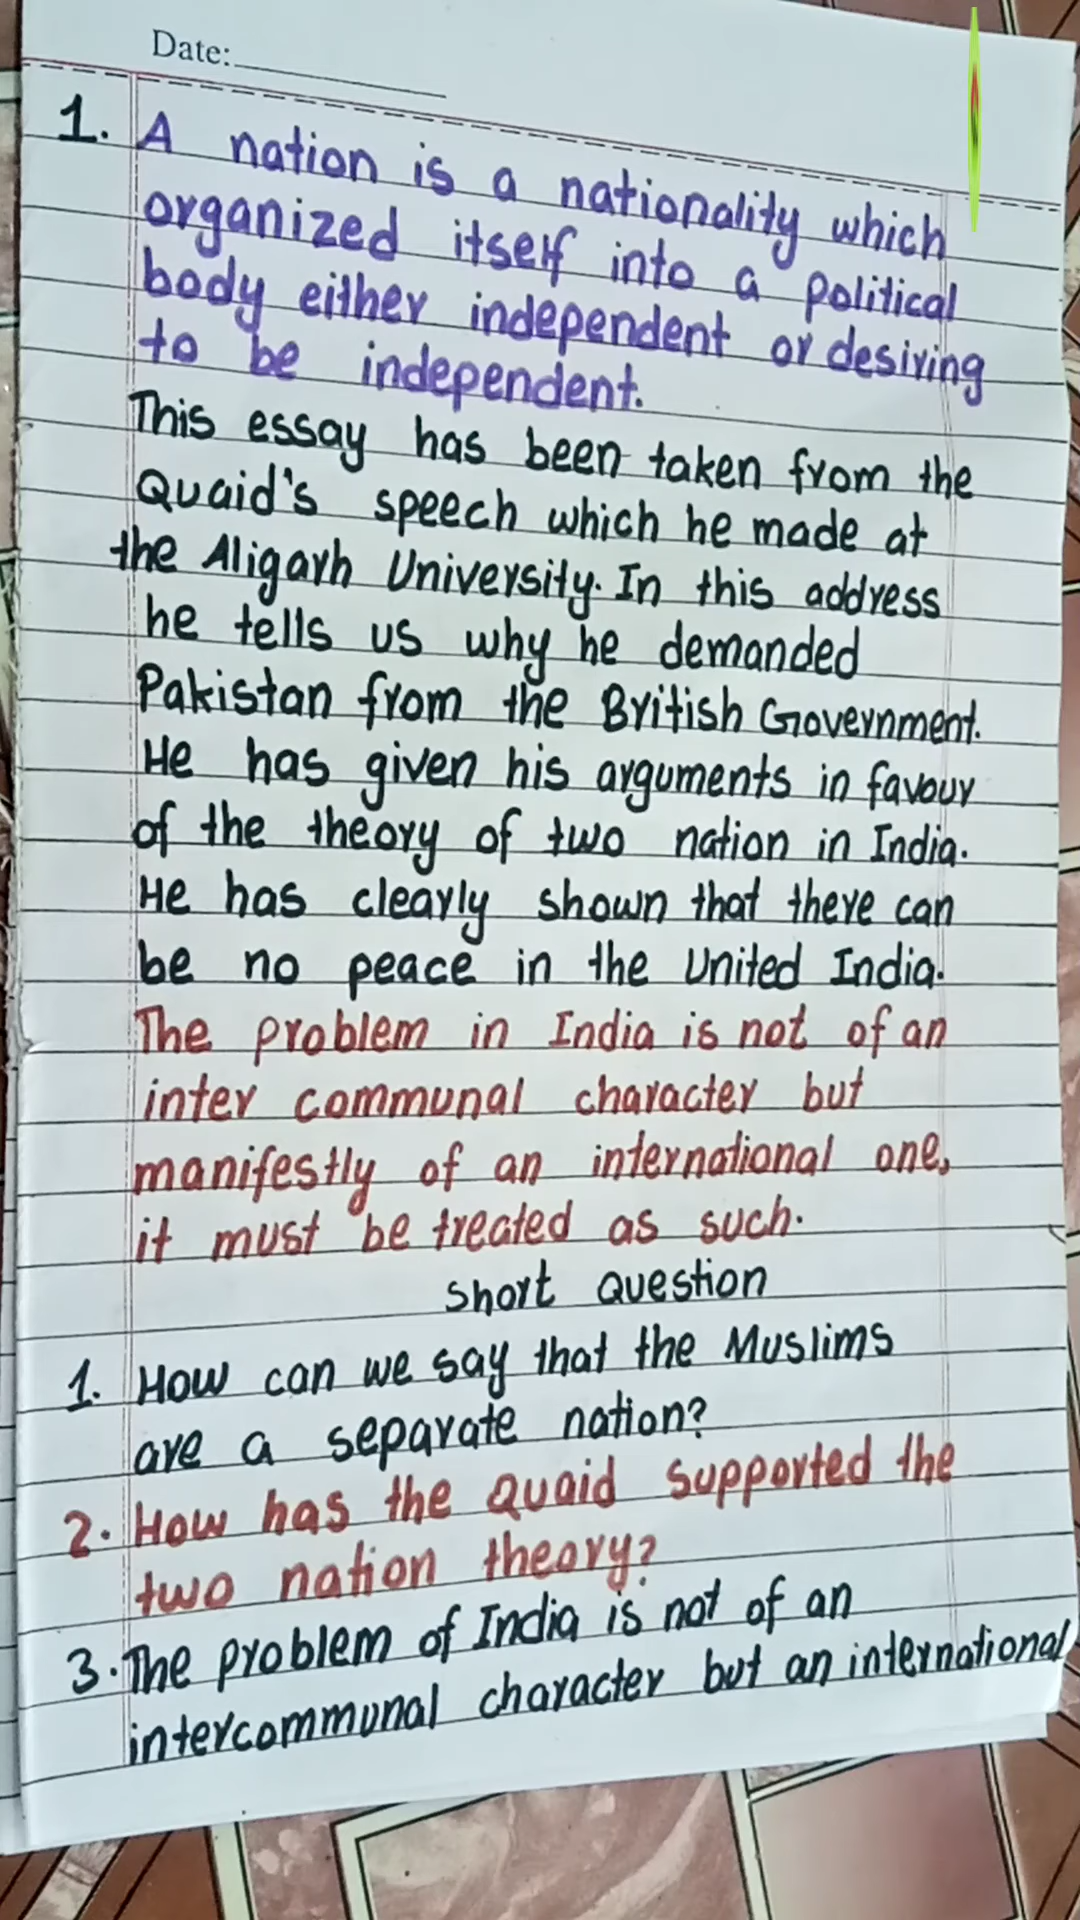 Date:
1. A nation is a nationality which
organized itself into a political
body either independent or desiring
to be independent.
This essay has been taken from the
Quaid's speech which he made at
the Aligarh University. In this address
he tells us why he demanded
Pakistan from the British Government.
He has given his arguments in favour
of the theory of two nation in India.
He has clearly shown that there can
be no peace in the United India.
The problem in India is not of an
inter communal character but
manifestly of an international one,
it must be treated as such.
Short Question
1. How can we say that the Muslims
are a separate nation?
2. How has the Quaid supported the
two nation theory?
3. The problem of India is not of an
intercommunal character but an international